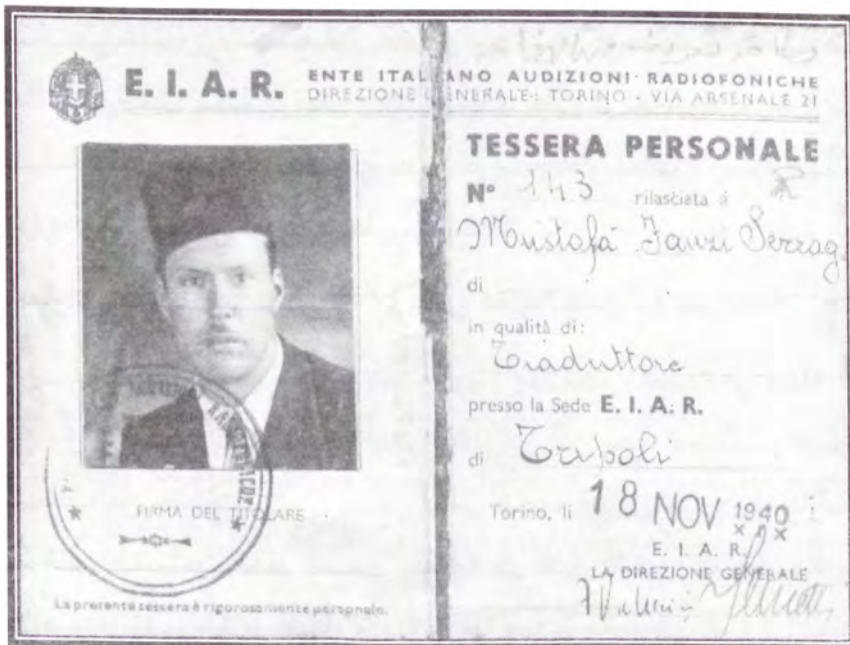 E. I. A. R.
ENTE ITALIANO AUDIZIONI RADIOFONICHE
DIREZIONE GENERALE: TORINO - VIA ARSENALE 21
FIRMA DEL TITOLARE
La presente tessera è rigorosamente personale.
TESSERA PERSONALE
N° 143 rilasciata a
Mustafa Fauzi Serrag
di
in qualità di:
Traduttore
presso la Sede E. I. A. R.
di Tripoli
Torino, li 18 NOV 1940
E. I. A. R.
LA DIREZIONE GENERALE